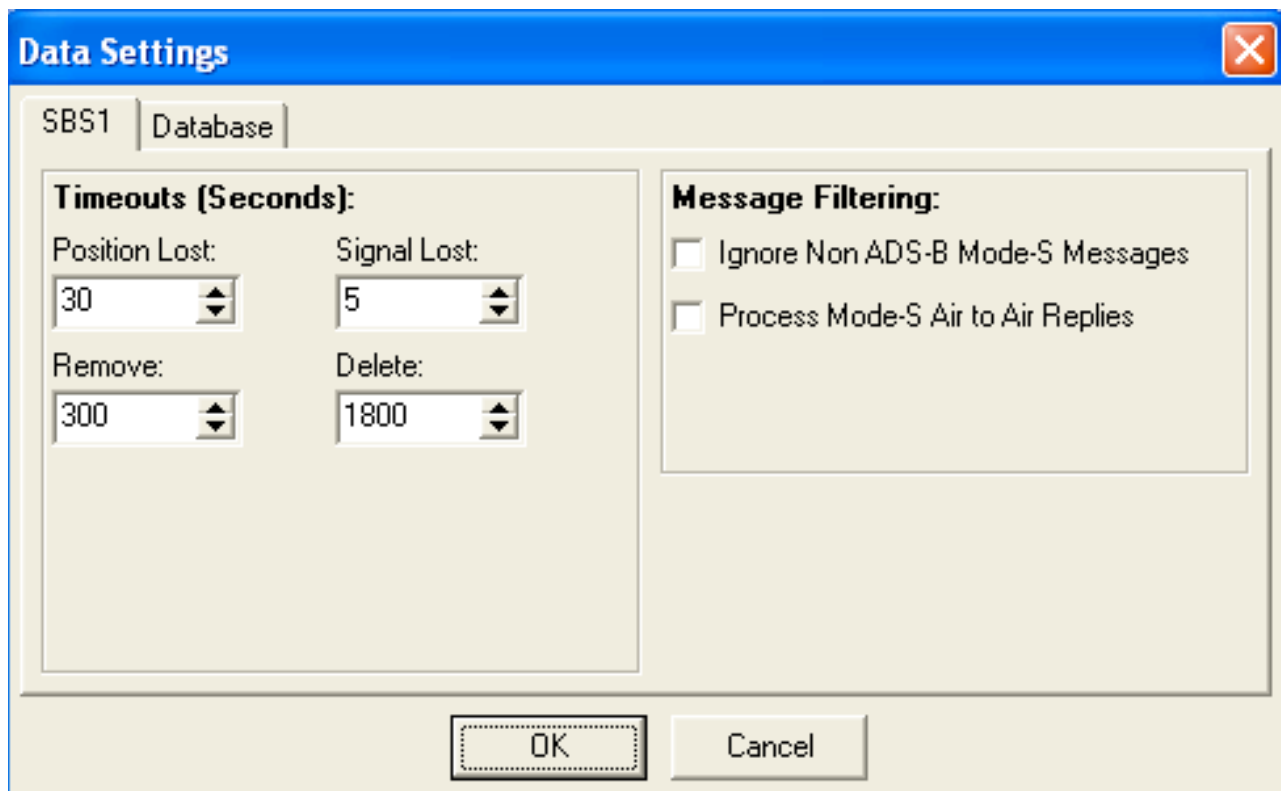 Data Settings
SBS1 Database
Timeouts (Seconds):
Position Lost: Signal Lost:
30 5
Remove: Delete:
300 1800
Message Filtering:
Ignore Non ADS-B Mode-S Messages
Process Mode-S Air to Air Replies
OK Cancel